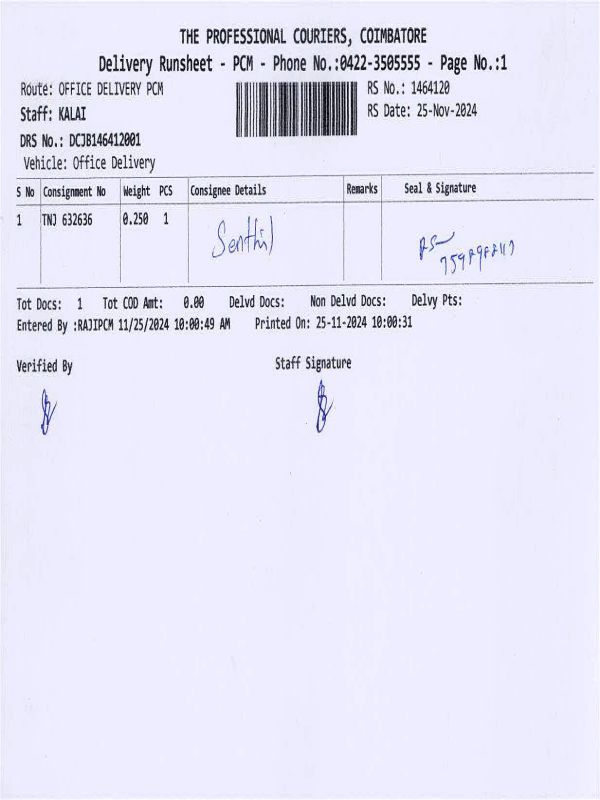 THE PROFESSIONAL COURIERS, COIMBATORE
Delivery Runsheet - PCM - Phone No.:0422-3505555 - Page No.:1
Route: OFFICE DELIVERY PCM
RS No.: 1464120
Staff: KALAI
RS Date: 25-Nov-2024
DRS No.: DCJB146412001
Vehicle: Office Delivery
S No Consignment No Weight PCS Consignee Details Remarks Seal & Signature
1 TNJ 632636 0.250 1 Senthil
Tot Docs: 1 Tot COD Amt: 0.00 Delvd Docs: Non Delvd Docs: Delvy Pts:
Entered By :RAJIPCM 11/25/2024 10:00:49 AM Printed On: 25-11-2024 10:00:31
Verified By Staff Signature